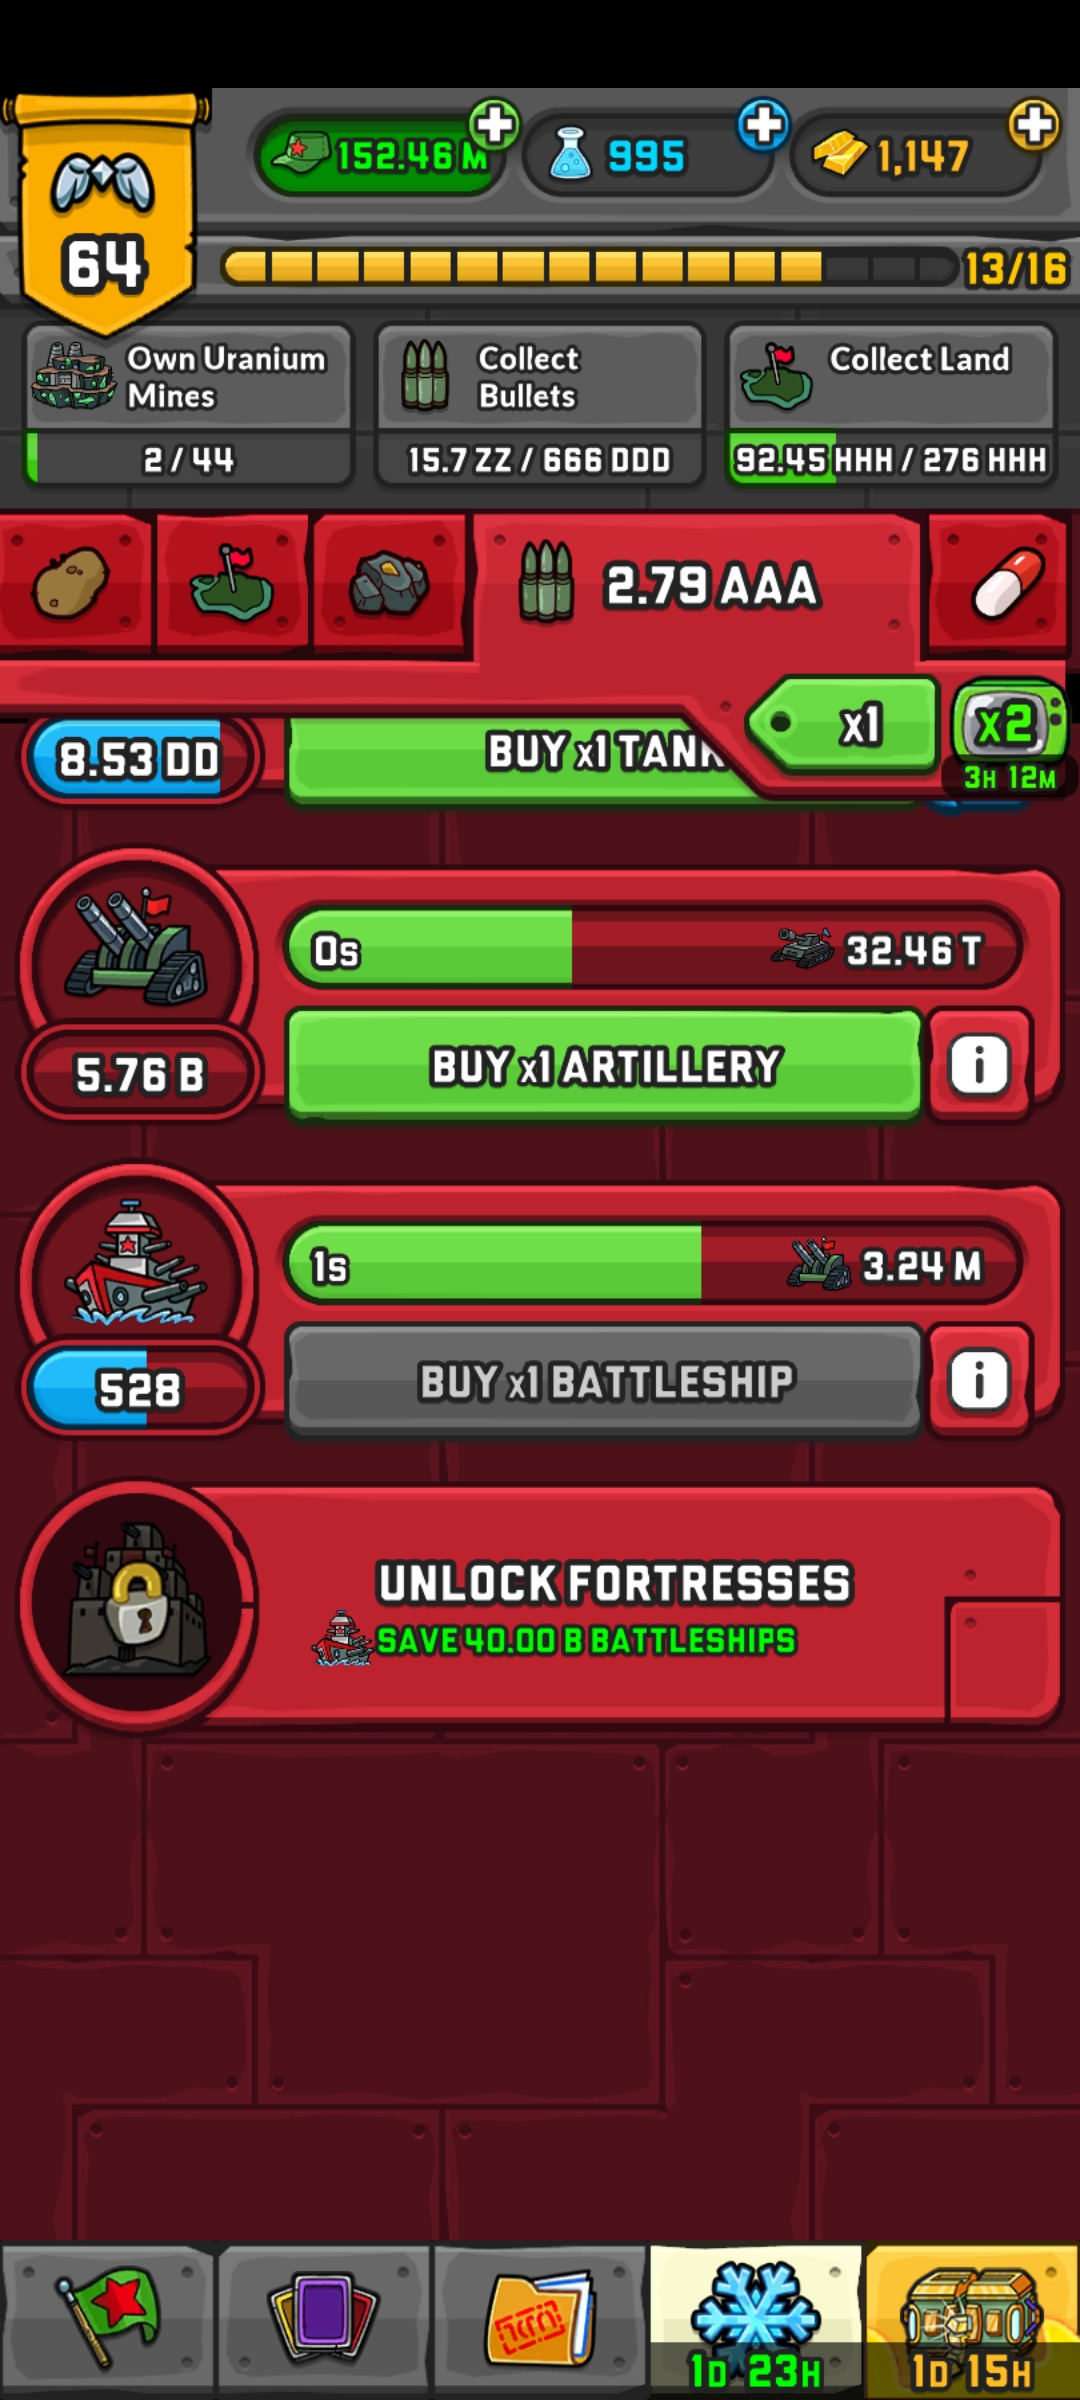 64
152.46 M
995
1,147
13/16
Own Uranium
Mines
2 / 44
Collect
Bullets
15.7 ZZ / 666 DDD
Collect Land
92.45 HHH / 276 HHH
2.79 AAA
x1
x2
3H 12M
8.53 DD
BUY x1 TANK
0s
32.46 T
5.76 B
BUY x1 ARTILLERY
i
1s
3.24 M
528
BUY x1 BATTLESHIP
i
UNLOCK FORTRESSES
SAVE 40.00 B BATTLESHIPS
1D 23H
1D 15H